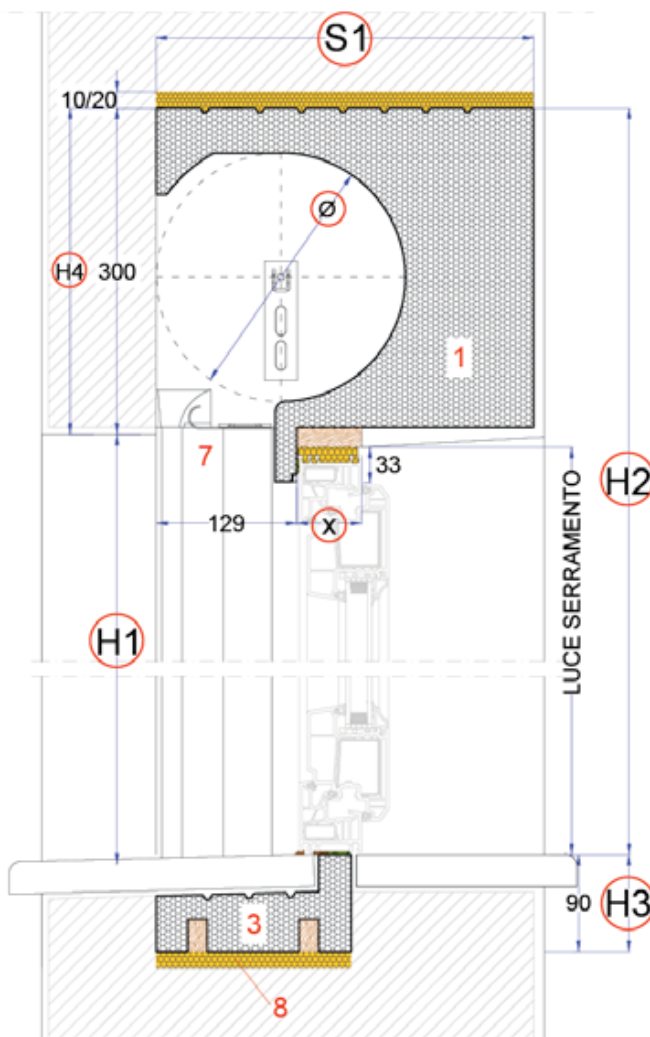 S1
10/20
Ø
H4
300
1
7
33
H2
129
x
LUCE SERRAMENTO
H1
3
90
H3
8